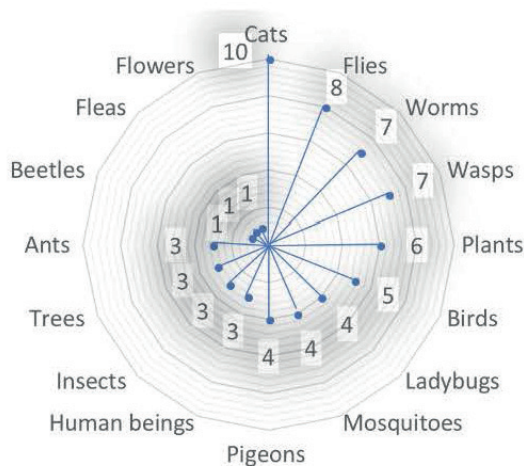 Cats
10
Flowers
Flies
8
Fleas
Worms
7
Beetles
Wasps
7
1
1
1
Ants
3
6
Plants
3
5
Trees
Birds
3
3
4
4
4
Insects
Ladybugs
Human beings
Mosquitoes
Pigeons